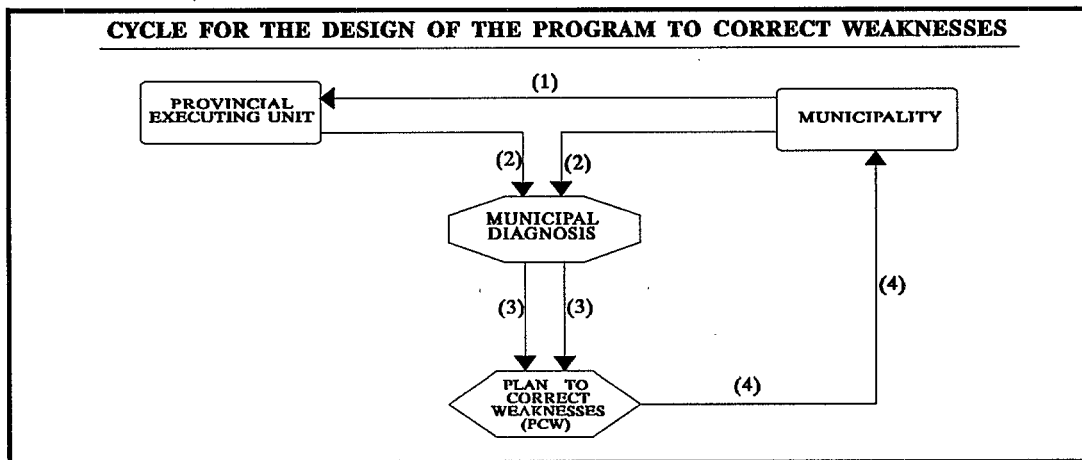 CYCLE FOR THE DESIGN OF THE PROGRAM TO CORRECT WEAKNESSES
(1)
PROVINCIAL
EXECUTING UNIT
MUNICIPALITY
(2)
(2)
MUNICIPAL
DIAGNOSIS
(3)
(3)
(4)
PLAN TO
CORRECT
WEAKNESSES
(PCW)
(4)